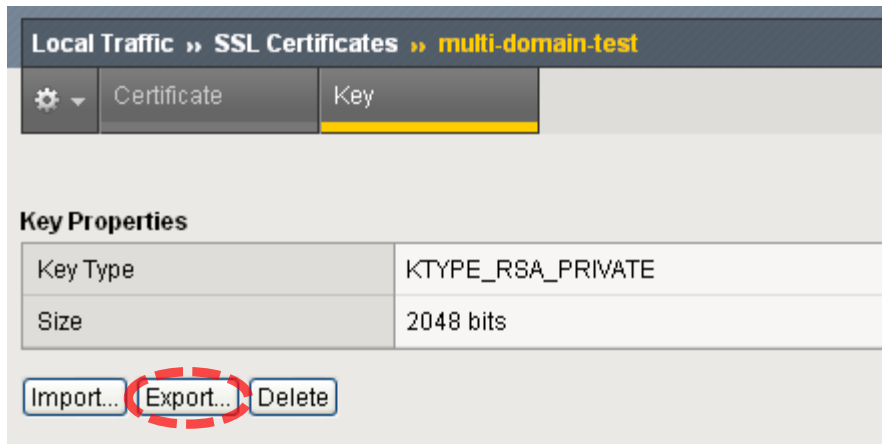 Local Traffic » SSL Certificates » multi-domain-test
Certificate Key
Key Properties
Key Type KTYPE_RSA_PRIVATE
Size 2048 bits
Import... Export... Delete